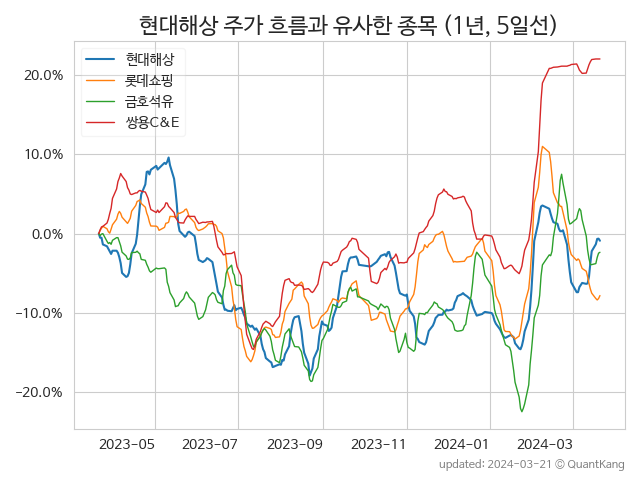 현대해상 주가 흐름과 유사한 종목 (1년, 5일선)
현대해상
롯데쇼핑
금호석유
쌍용C&E
20.0%
10.0%
0.0%
−10.0%
−20.0%
2023-05 2023-07 2023-09 2023-11 2024-01 2024-03
updated: 2024-03-21 © QuantKang